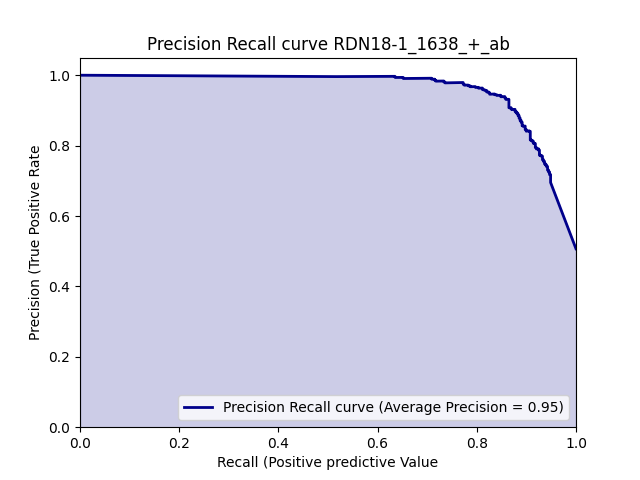 Precision Recall curve RDN18-1_1638_+_ab
Precision (True Positive Rate
1.0
0.8
0.6
0.4
0.2
0.0
Precision Recall curve (Average Precision = 0.95)
0.0 0.2 0.4 0.6 0.8 1.0
Recall (Positive predictive Value